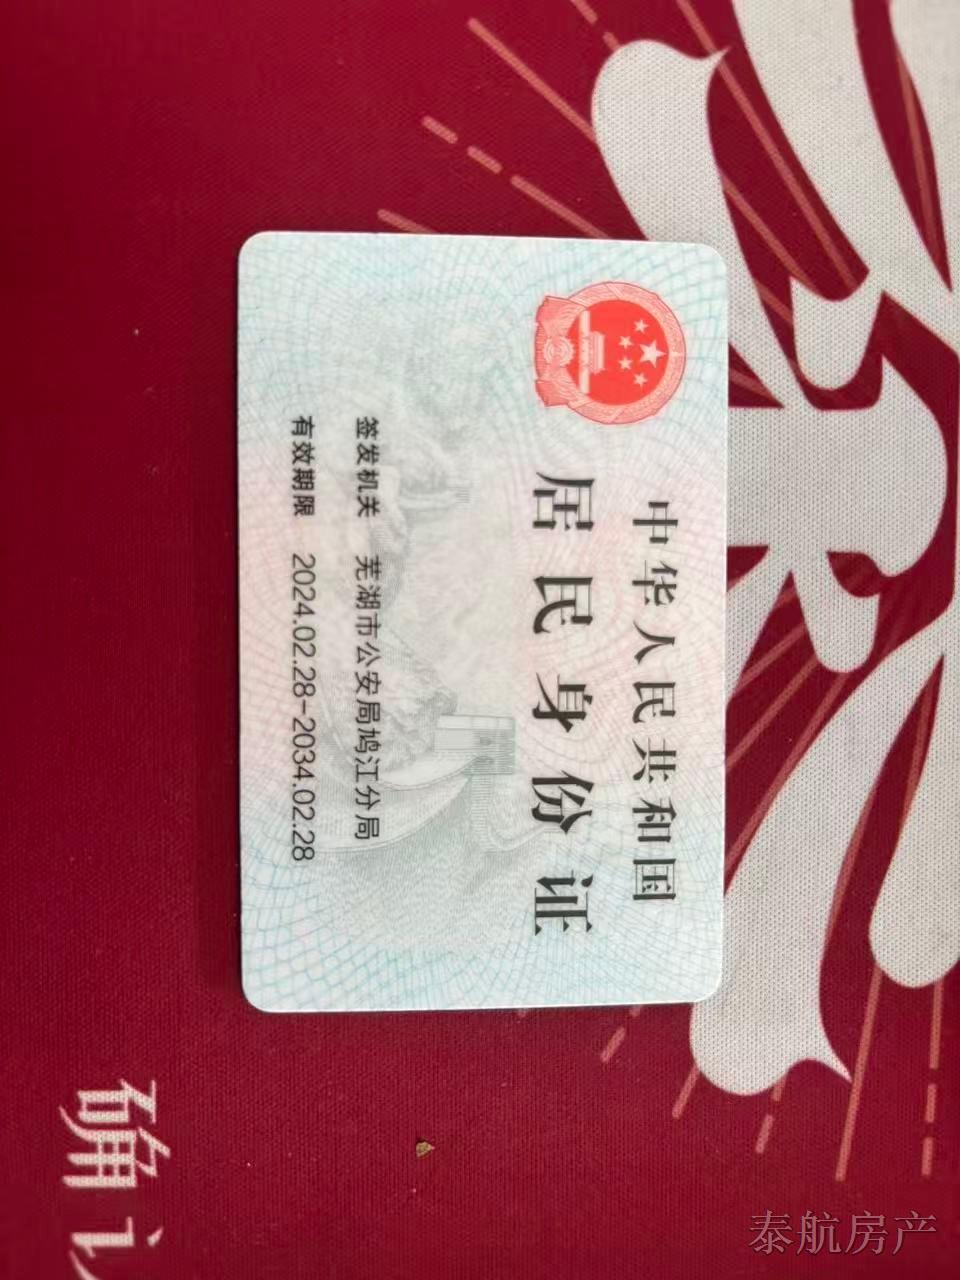 中华人民共和国
居民身份证
签发机关 芜湖市公安局鸠江分局
有效期限 2024.02.28-2034.02.28
确
泰航房产